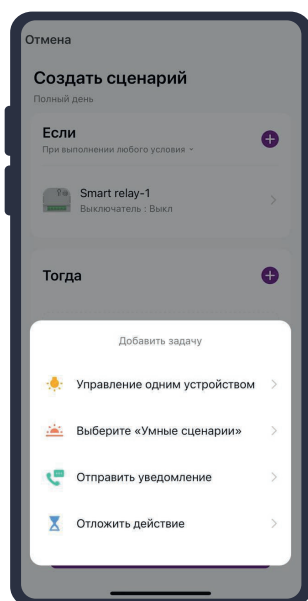 Отмена
Создать сценарий
Полный день
Если
При выполнении любого условия
Smart relay-1
Выключатель : Выкл
Тогда
Добавить задачу
Управление одним устройством
Выберите «Умные сценарии»
Отправить уведомление
Отложить действие